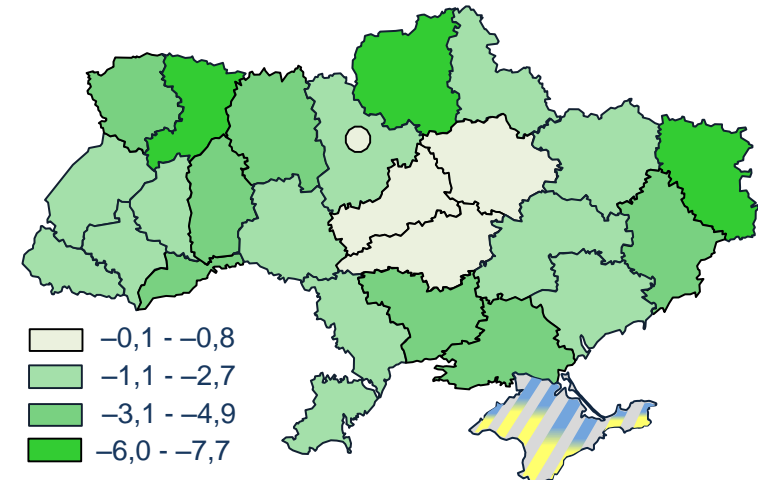 –0,1 - –0,8
–1,1 - –2,7
–3,1 - –4,9
–6,0 - –7,7